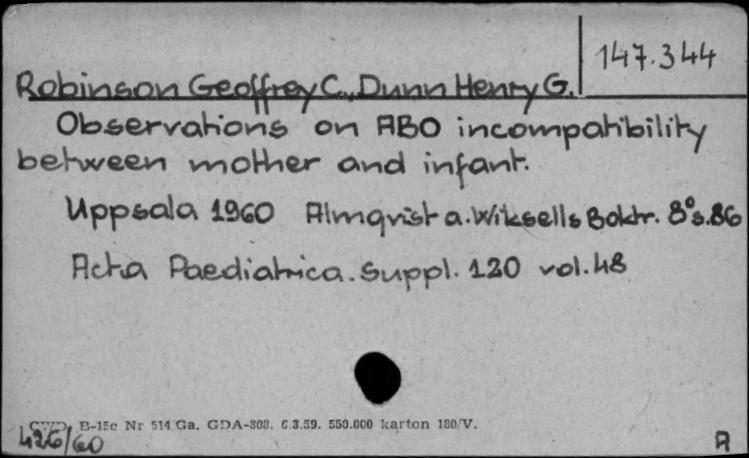 147.344
Robinson Geoffrey C., Dunn Henry G.
Observations on ABO incompatibility
between mother and infant.
Uppsala 1960 Almqvist a. Wiksells Boktr. 8° s. 86
Acta Paediatrica. Suppl. 120 vol. 48
CWD, B-15c Nr 514 Ga. GDA-808. 6.3.59. 550.000 karton 180/V.
426/60
A